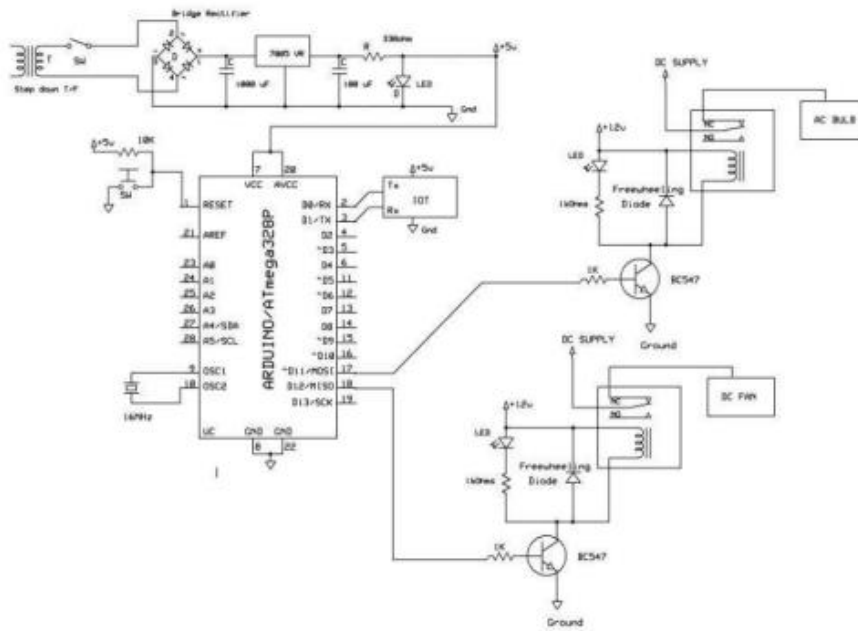 Bridge Rectifier
T
SW
Step down T/F
D
7805 VR
C
1000 uF
C
100 uF
R
330ohms
LED
D
+5v
Gnd
+5v
10K
SW
ARDUINO/ATmega328P
7
20
VCC
AVCC
1 RESET
21 AREF
23 A0
24 A1
25 A2
26 A3
27 A4/SDA
28 A5/SCL
9 OSC1
10 OSC2
16MHz
UC
GND
GND
8
22
D0/RX 2
D1/TX 3
D2 4
~D3 5
D4 6
~D5 11
~D6 12
D7 13
D8 14
~D9 15
~D10 16
~D11/MOSI 17
D12/MISO 18
D13/SCK 19
+5v
Tx
IOT
Rx
Gnd
DC SUPPLY
NC
AC BULB
+12v
LED
Freewheeling
Diode
1K
BC547
Ground
DC SUPPLY
NC
NO
DC FAN
+12v
LED
Freewheeling
Diode
1K
BC547
Ground